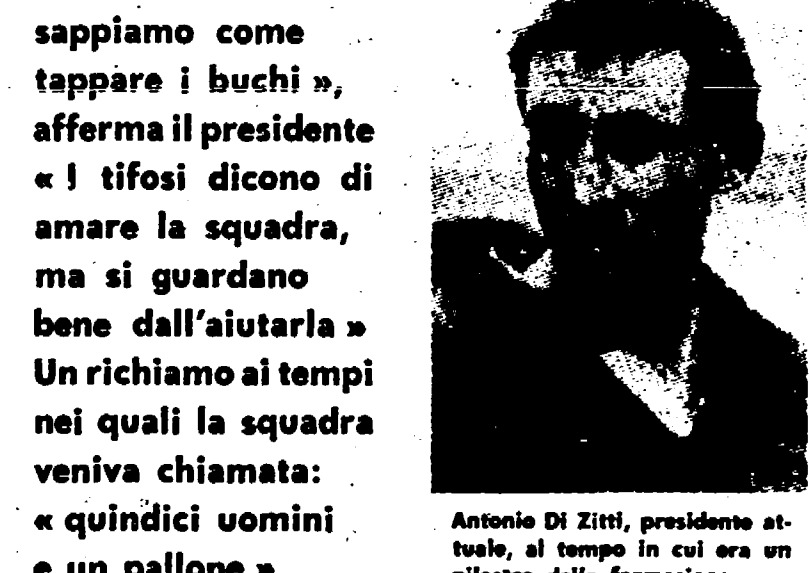 sappiamo come
tappare i buchi »,
afferma il presidente
« I tifosi dicono di
amare la squadra,
ma si guardano
bene dall'aiutarla »
Un richiamo ai tempi
nei quali la squadra
veniva chiamata:
« quindici uomini
e un pallone »
Antonio Di Zitti, presidente at-
tuale, al tempo in cui era un